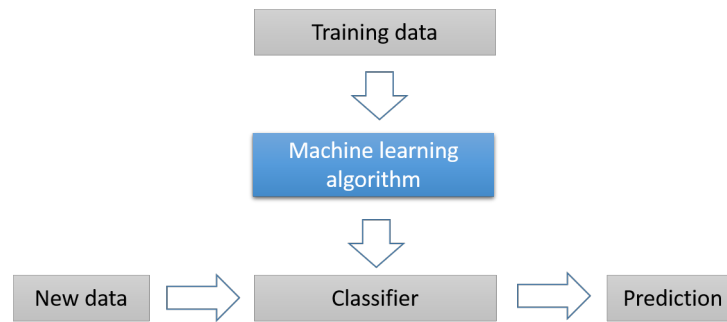 Training data
Machine learning
algorithm
New data
Classifier
Prediction